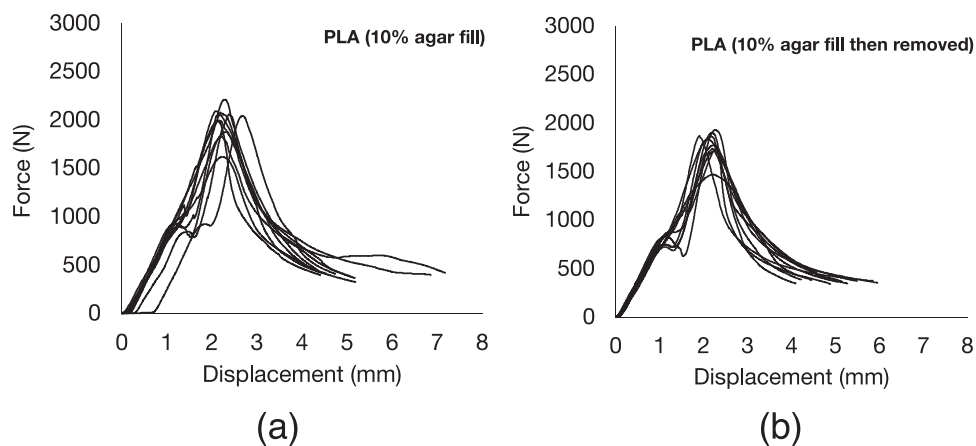 3000
2500
2000
1500
1000
500
0
Force (N)
PLA (10% agar fill)
0 1 2 3 4 5 6 7 8
Displacement (mm)
(a)
3000
2500
2000
1500
1000
500
0
Force (N)
PLA (10% agar fill then removed)
0 1 2 3 4 5 6 7 8
Displacement (mm)
(b)